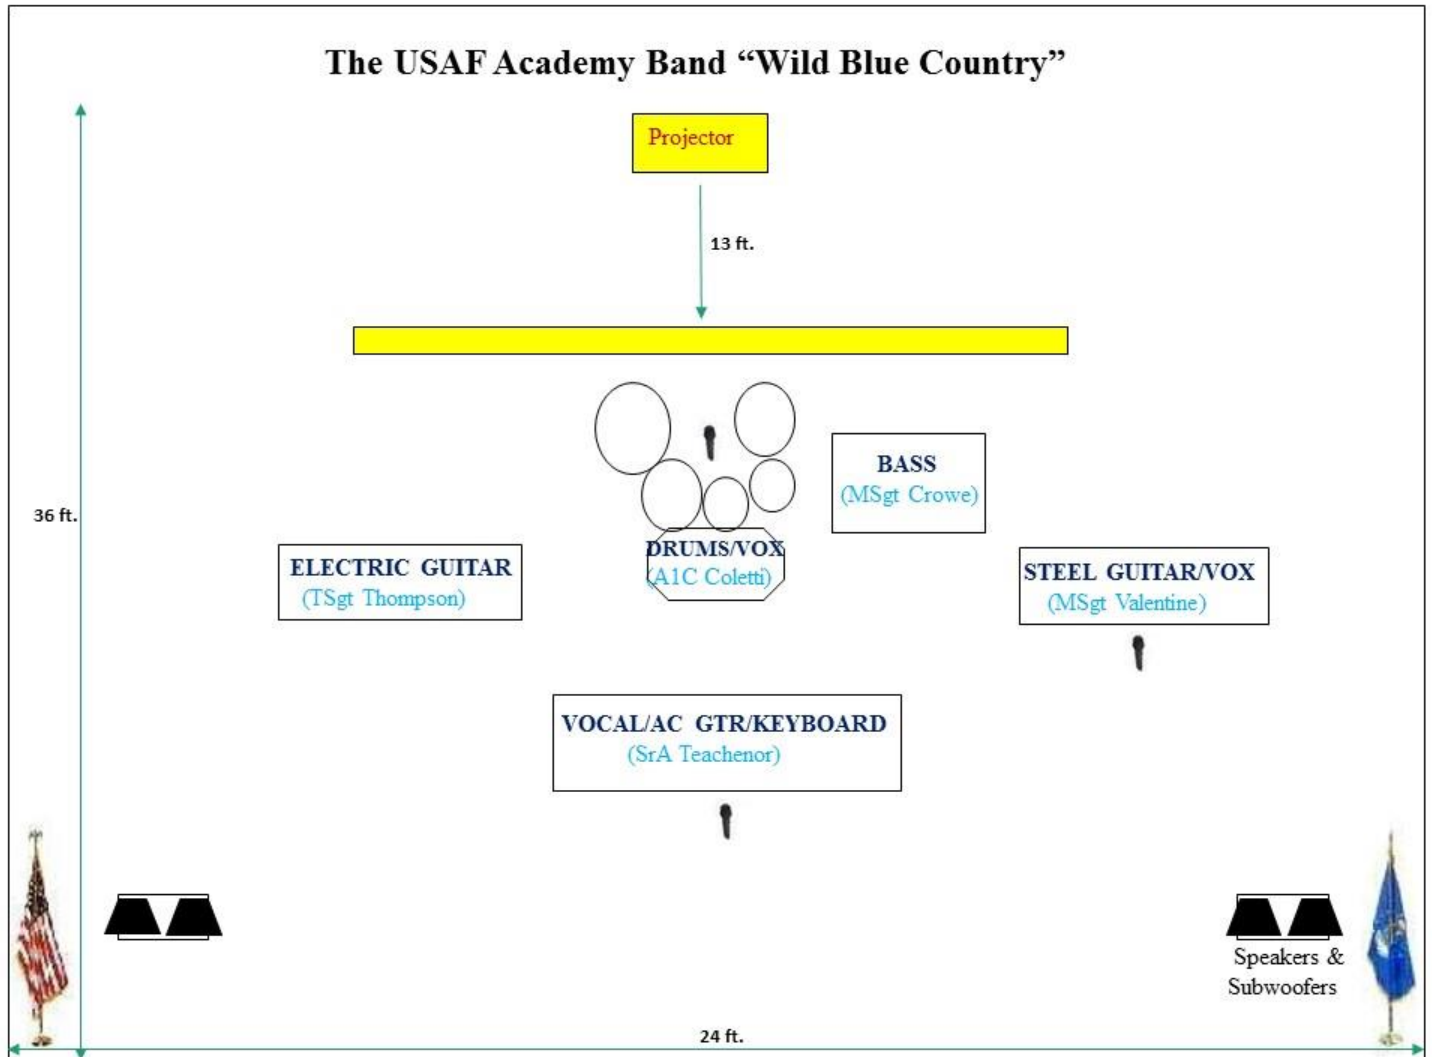 The USAF Academy Band “Wild Blue Country”
Projector
13 ft.
36 ft.
BASS
(MSgt Crowe)
DRUMS/VOX
(A1C Coletti)
ELECTRIC GUITAR
(TSgt Thompson)
STEEL GUITAR/VOX
(MSgt Valentine)
VOCAL/AC GTR/KEYBOARD
(SrA Teachenor)
Speakers &
Subwoofers
24 ft.